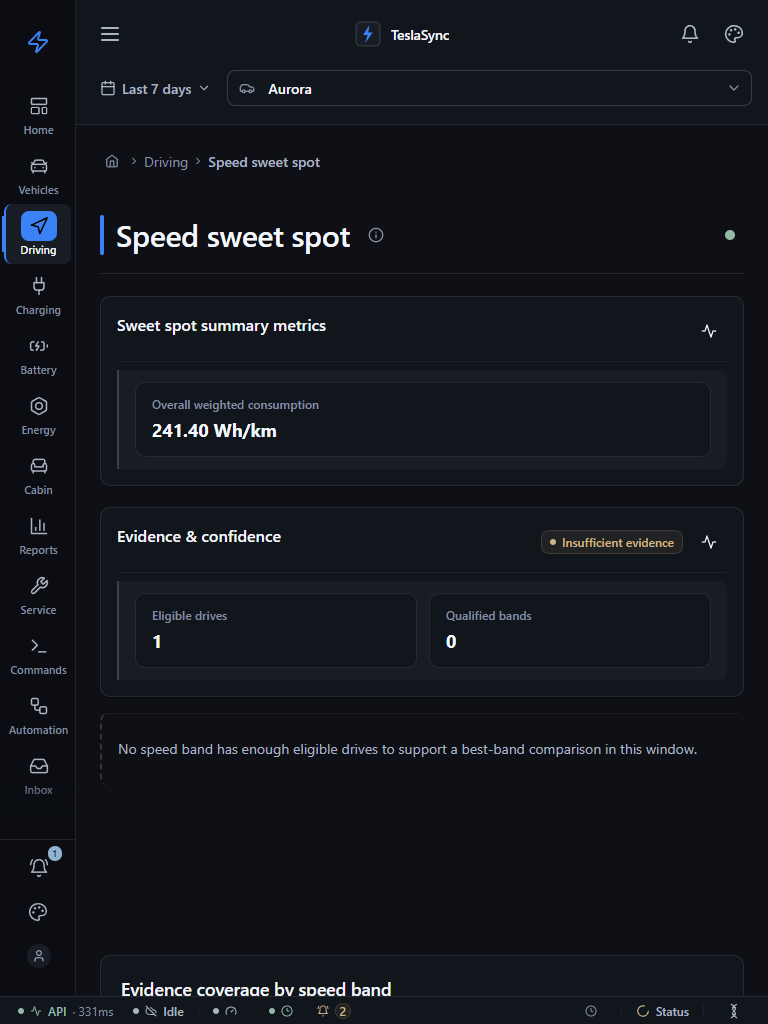 TeslaSync
Last 7 days
Aurora
Home
Vehicles
Driving
Charging
Battery
Energy
Cabin
Reports
Service
Commands
Automation
Inbox
1
Driving
Speed sweet spot
Speed sweet spot
Sweet spot summary metrics
Overall weighted consumption
241.40 Wh/km
Evidence & confidence
Insufficient evidence
Eligible drives
1
Qualified bands
0
No speed band has enough eligible drives to support a best-band comparison in this window.
Evidence coverage by speed band
API · 331ms
Idle
2
Status